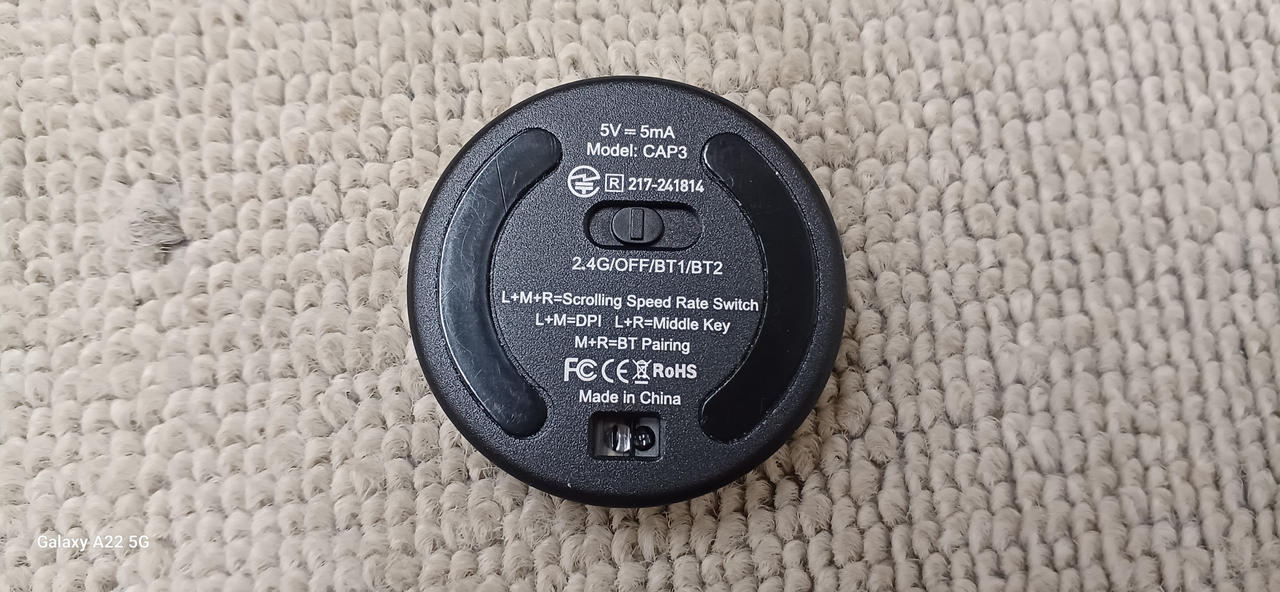 5V⎓5mA
Model: CAP3
R 217-241814
2.4G/OFF/BT1/BT2
L+M+R=Scrolling Speed Rate Switch
L+M=DPI L+R=Middle Key
M+R=BT Pairing
FC CE RoHS
Made in China
Galaxy A22 5G